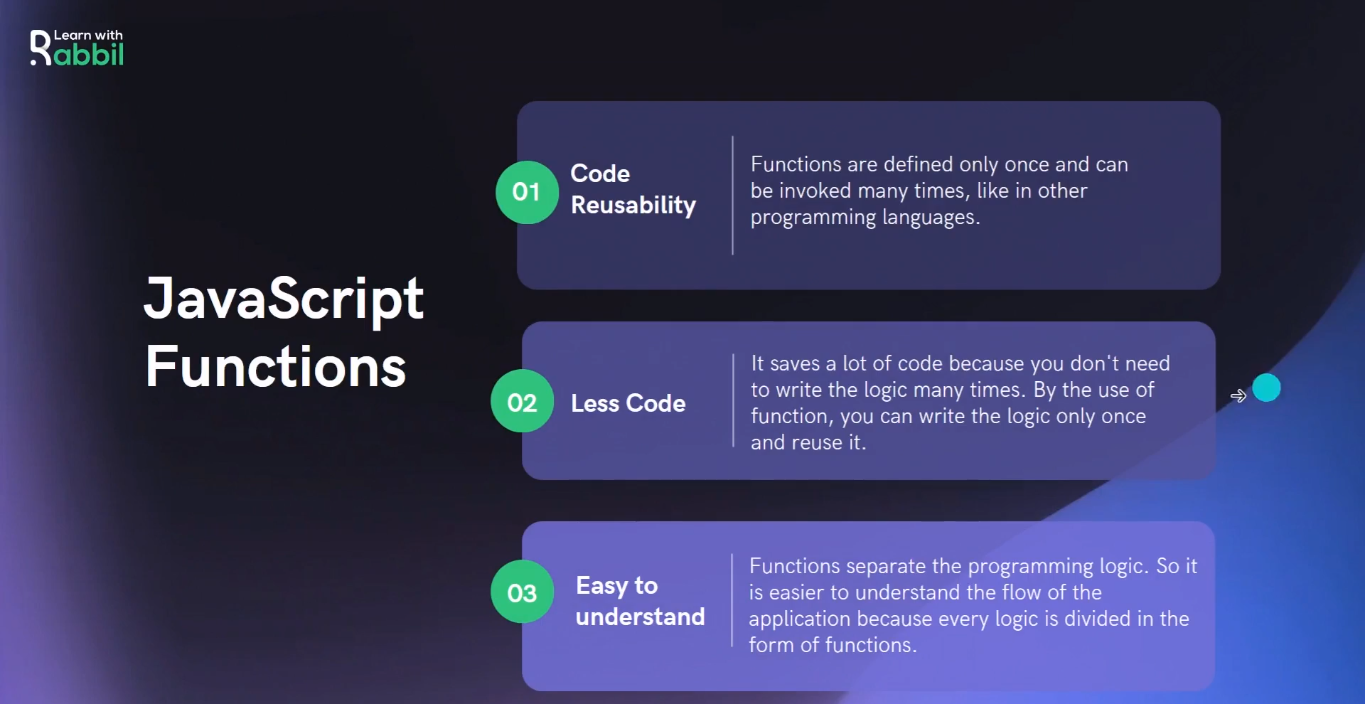 Learn with
Rabbil
JavaScript
Functions
01
Code
Reusability
Functions are defined only once and can
be invoked many times, like in other
programming languages.
02
Less Code
It saves a lot of code because you don't need
to write the logic many times. By the use of
function, you can write the logic only once
and reuse it.
03
Easy to
understand
Functions separate the programming logic. So it
is easier to understand the flow of the
application because every logic is divided in the
form of functions.